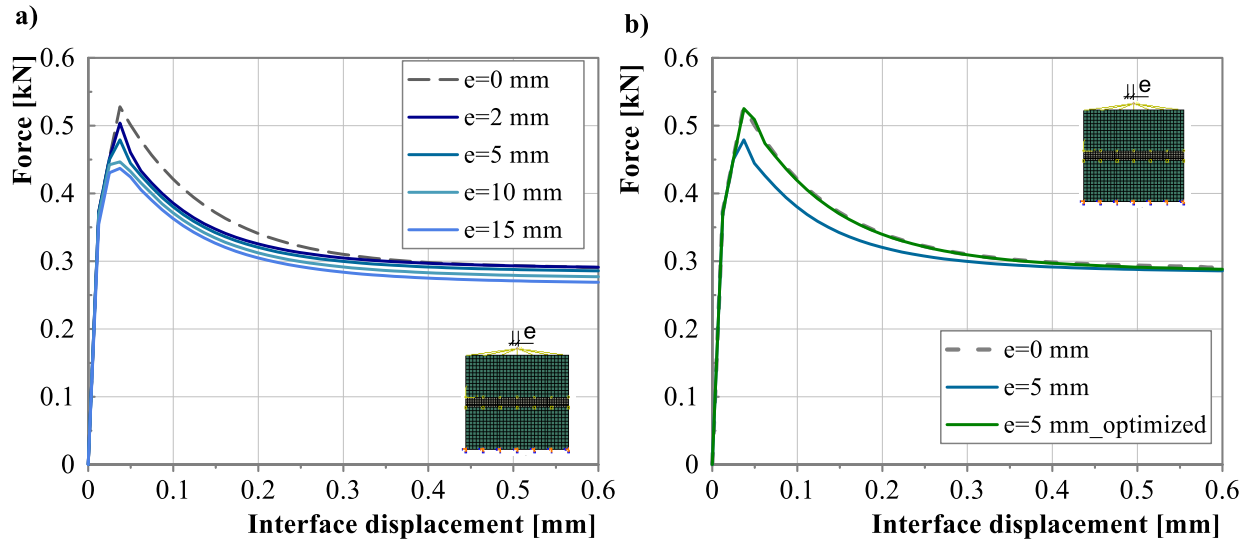 a)
Force [kN]
0.6
0.5
0.4
0.3
0.2
0.1
0
e=0 mm
e=2 mm
e=5 mm
e=10 mm
e=15 mm
e
0 0.1 0.2 0.3 0.4 0.5 0.6
Interface displacement [mm]
b)
Force [kN]
0.6
0.5
0.4
0.3
0.2
0.1
0
e
e=0 mm
e=5 mm
e=5 mm_optimized
0 0.1 0.2 0.3 0.4 0.5 0.6
Interface displacement [mm]